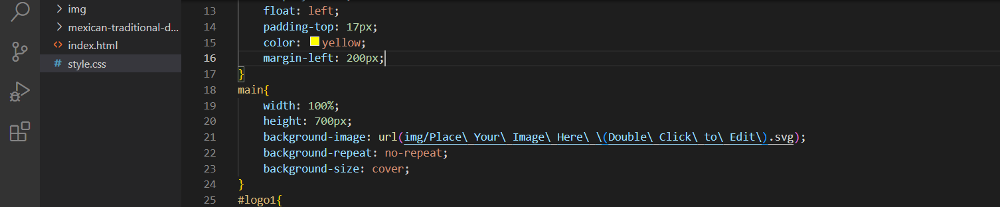 img
mexican-traditional-d...
index.html
# style.css
13 float: left;
14 padding-top: 17px;
15 color: yellow;
16 margin-left: 200px;
17 }
18 main{
19 width: 100%;
20 height: 700px;
21 background-image: url(img/Place\ Your\ Image\ Here\ \(Double\ Click\ to\ Edit\).svg);
22 background-repeat: no-repeat;
23 background-size: cover;
24 }
25 #logo1{